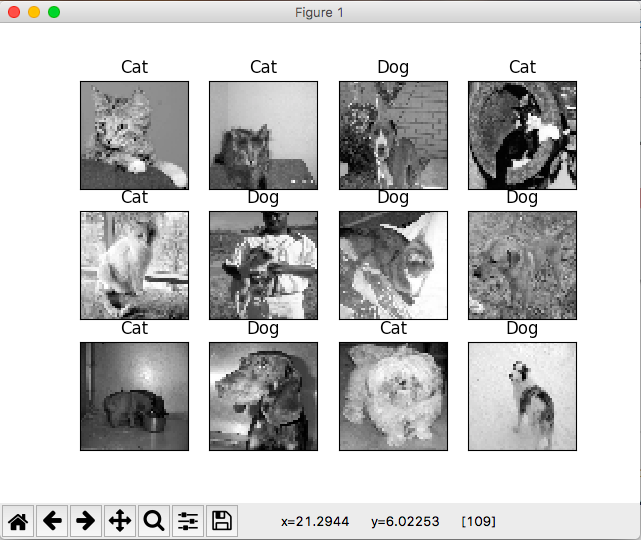 Figure 1
Cat Cat Dog Cat
Cat Dog Dog Dog
Cat Dog Cat Dog
x=21.2944 y=6.02253 [109]